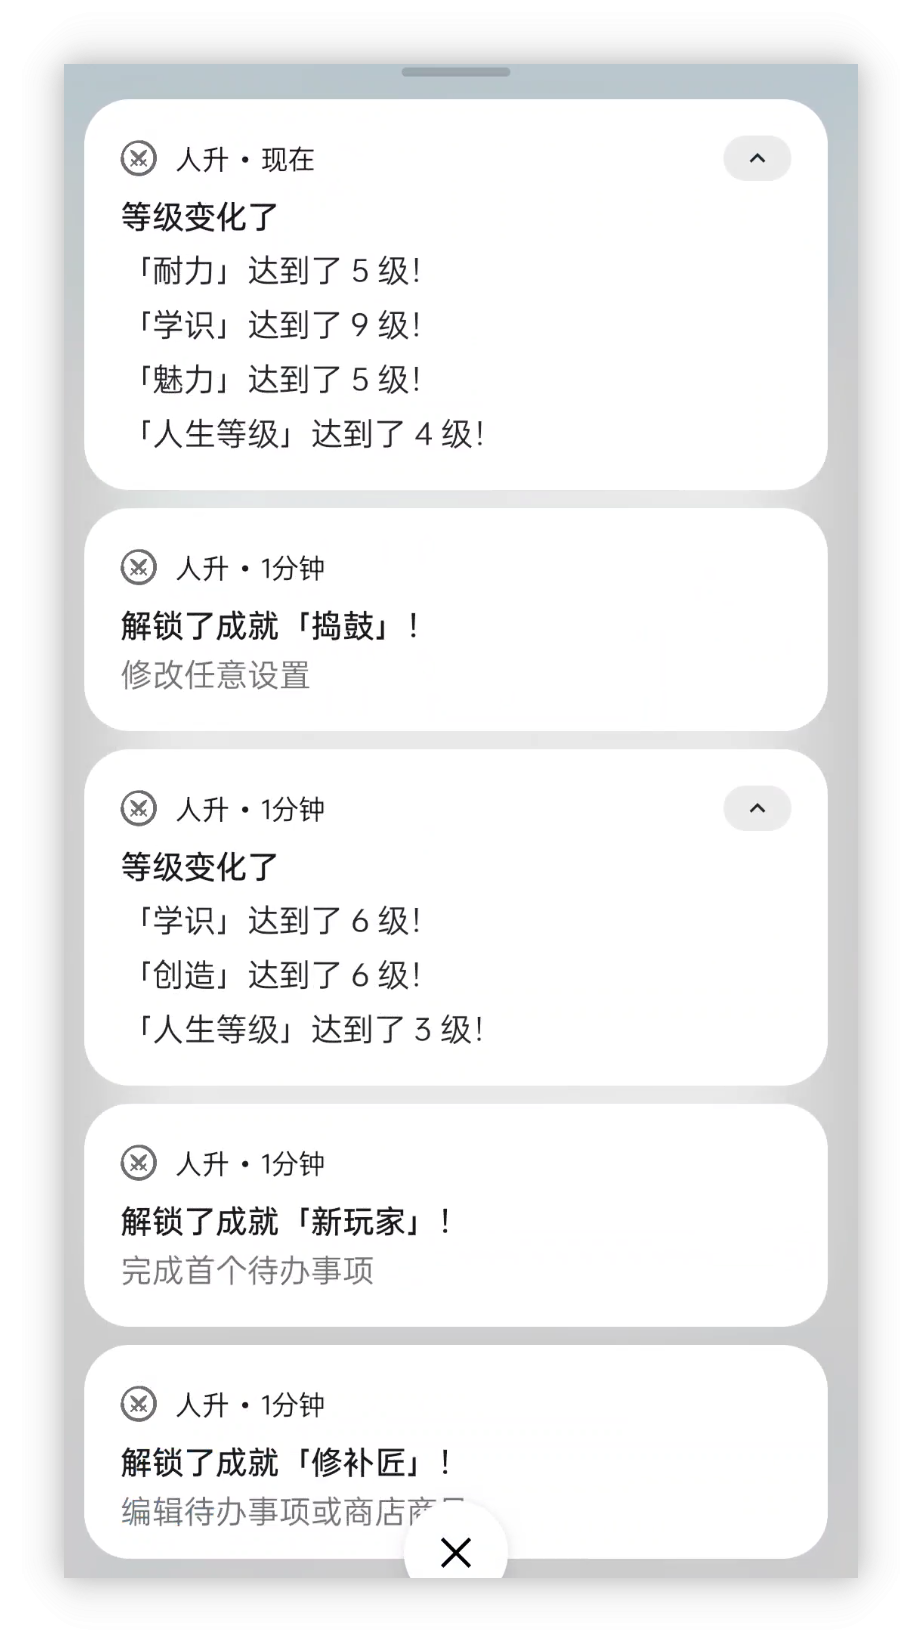 人升 • 现在
等级变化了
「耐力」达到了 5 级！
「学识」达到了 9 级！
「魅力」达到了 5 级！
「人生等级」达到了 4 级！
人升 • 1分钟
解锁了成就「捣鼓」！
修改任意设置
人升 • 1分钟
等级变化了
「学识」达到了 6 级！
「创造」达到了 6 级！
「人生等级」达到了 3 级！
人升 • 1分钟
解锁了成就「新玩家」！
完成首个待办事项
人升 • 1分钟
解锁了成就「修补匠」！
编辑待办事项或商店商